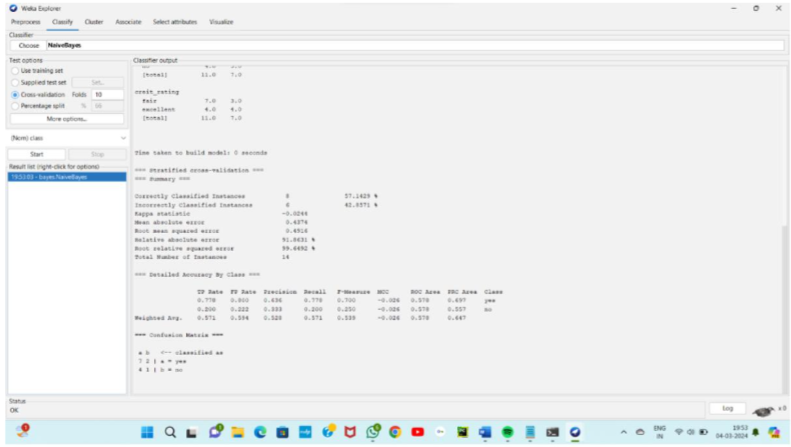 Weka Explorer
Preprocess Classify Cluster Associate Select attributes Visualize
Classifier
Choose NaiveBayes
Test options
Use training set
Supplied test set Set...
Cross-validation Folds 10
Percentage split % 66
More options...
(Nom) class
Start Stop
Result list (right-click for options)
19:53:03 - bayes.NaiveBayes
Classifier output
[total] 11.0 7.0
credit_rating
fair 7.0 3.0
excellent 4.0 4.0
[total] 11.0 7.0
Time taken to build model: 0 seconds
=== Stratified cross-validation ===
=== Summary ===
Correctly Classified Instances 8 57.1429 %
Incorrectly Classified Instances 6 42.8571 %
Kappa statistic -0.0244
Mean absolute error 0.4374
Root mean squared error 0.4916
Relative absolute error 91.8631 %
Root relative squared error 99.6492 %
Total Number of Instances 14
=== Detailed Accuracy By Class ===
TP Rate FP Rate Precision Recall F-Measure MCC ROC Area PRC Area Class
0.778 0.800 0.636 0.778 0.700 -0.026 0.578 0.697 yes
0.200 0.222 0.333 0.200 0.250 -0.026 0.578 0.557 no
Weighted Avg. 0.571 0.594 0.528 0.571 0.539 -0.026 0.578 0.647
=== Confusion Matrix ===
a b <-- classified as
7 2 | a = yes
4 1 | b = no
Status
OK
Log x 0
ENG
IN
19:53
04-03-2024